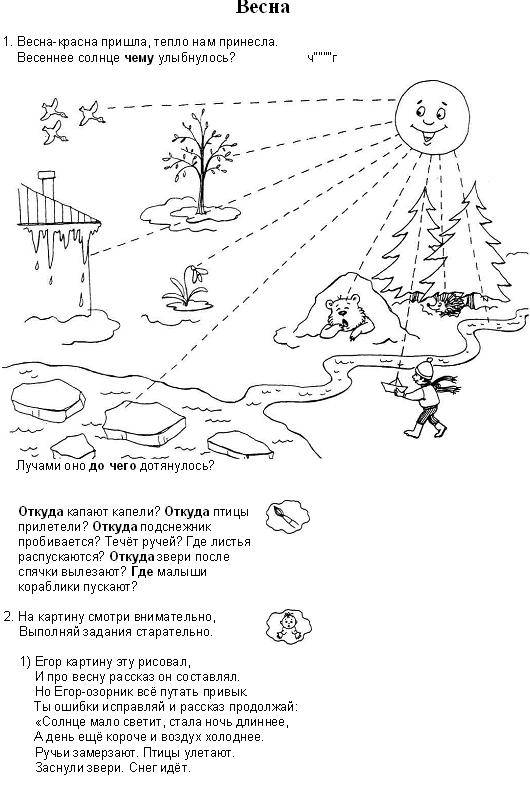 Весна
1. Весна-красна пришла, тепло нам принесла.
Весеннее солнце чему улыбнулось? ч""""г
Лучами оно до чего дотянулось?
Откуда капают капели? Откуда птицы
прилетели? Откуда подснежник
пробивается? Течёт ручей? Где листья
распускаются? Откуда звери после
спячки вылезают? Где малыши
кораблики пускают?
2. На картину смотри внимательно,
Выполняй задания старательно.
1) Егор картину эту рисовал,
И про весну рассказ он составлял.
Но Егор-озорник всё путать привык.
Ты ошибки исправляй и рассказ продолжай:
«Солнце мало светит, стала ночь длиннее,
А день ещё короче и воздух холоднее.
Ручьи замерзают. Птицы улетают.
Заснули звери. Снег идёт.